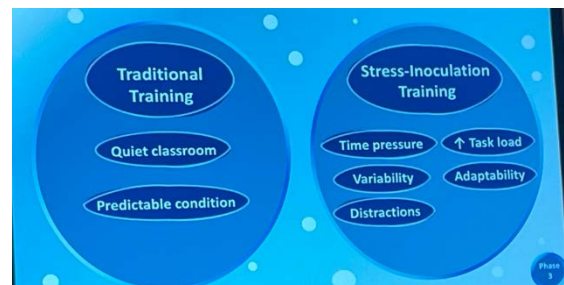 Traditional
Training
Quiet classroom
Predictable condition
Stress-Inoculation
Training
Time pressure
↑ Task load
Variability
Adaptability
Distractions
Phase
3